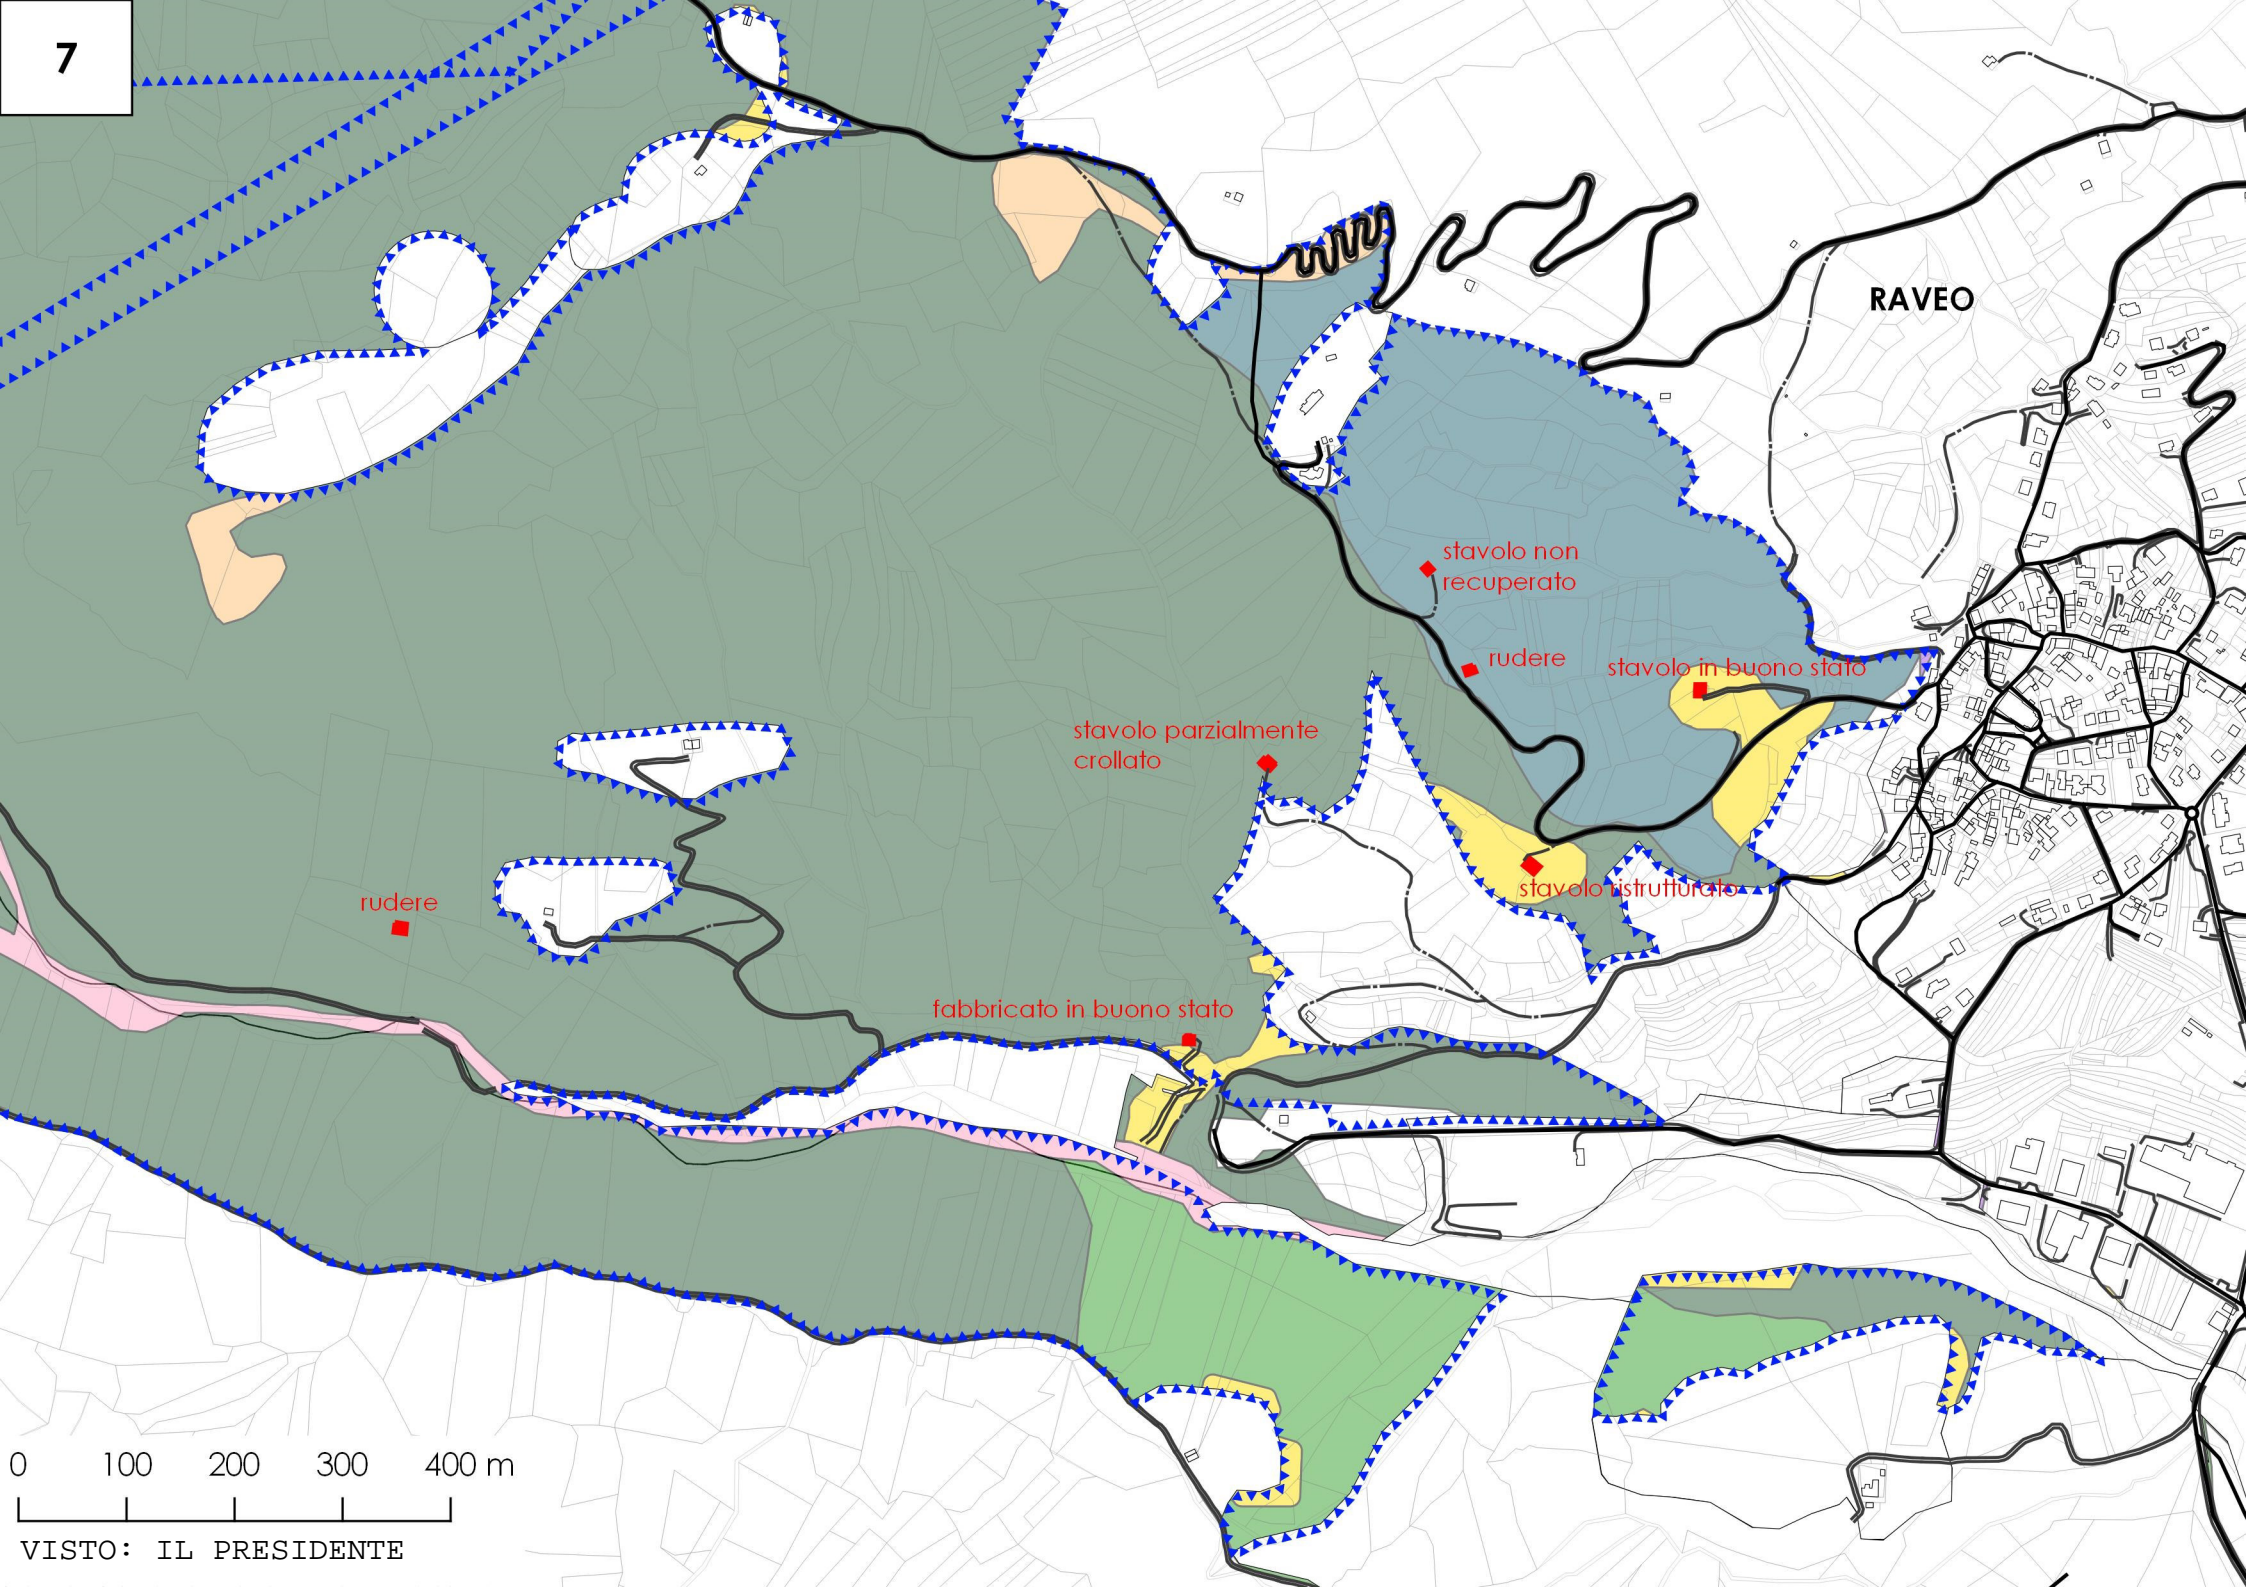 7
RAVEO
stavolo non
recuperato
rudere
stavolo in buono stato
stavolo parzialmente
crollato
stavolo ristrutturato
rudere
fabbricato in buono stato
0 100 200 300 400 m
VISTO: IL PRESIDENTE